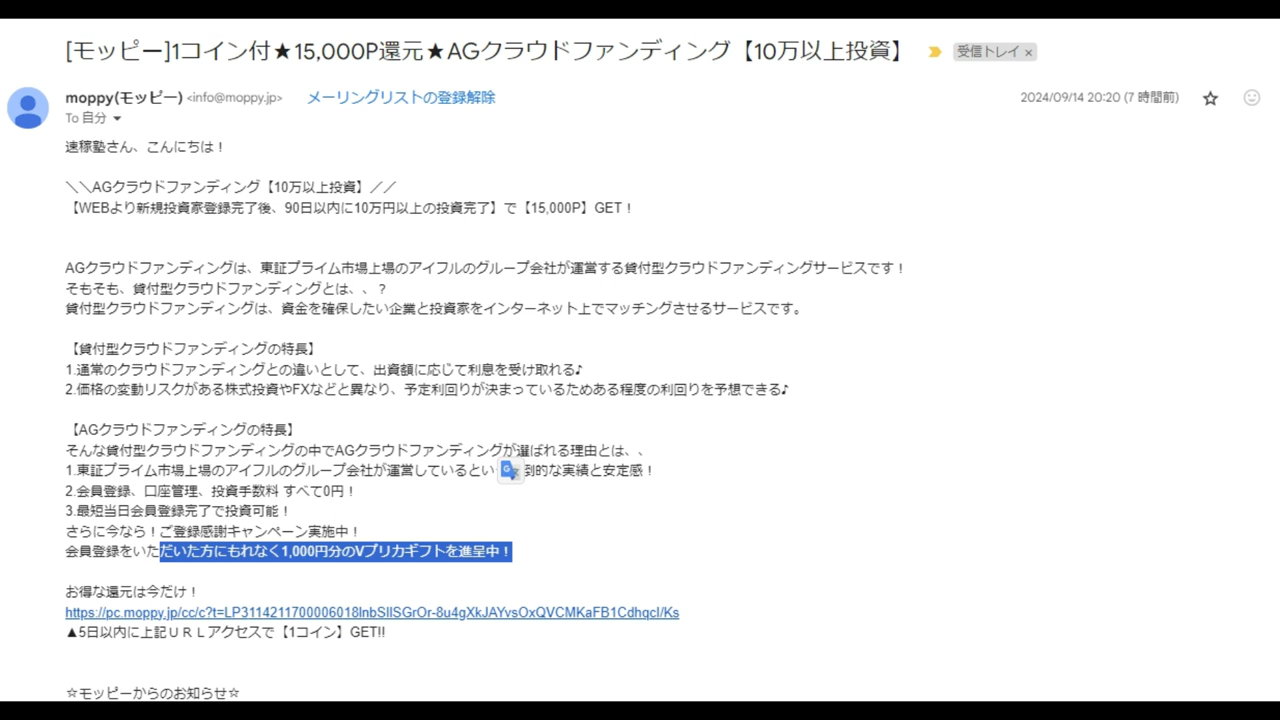 [モッピー]1コイン付★15,000P還元★AGクラウドファンディング【10万以上投資】 受信トレイ ×
moppy(モッピー) <info@moppy.jp> メーリングリストの登録解除 2024/09/14 20:20 (7 時間前)
To 自分
速稼塾さん、こんにちは！
＼＼AGクラウドファンディング【10万以上投資】／／
【WEBより新規投資家登録完了後、90日以内に10万円以上の投資完了】で【15,000P】GET！
AGクラウドファンディングは、東証プライム市場上場のアイフルのグループ会社が運営する貸付型クラウドファンディングサービスです！
そもそも、貸付型クラウドファンディングとは、、？
貸付型クラウドファンディングは、資金を確保したい企業と投資家をインターネット上でマッチングさせるサービスです。
【貸付型クラウドファンディングの特長】
1.通常のクラウドファンディングとの違いとして、出資額に応じて利息を受け取れる♪
2.価格の変動リスクがある株式投資やFXなどと異なり、予定利回りが決まっているためある程度の利回りを予想できる♪
【AGクラウドファンディングの特長】
そんな貸付型クラウドファンディングの中でAGクラウドファンディングが選ばれる理由とは、、
1.東証プライム市場上場のアイフルのグループ会社が運営しているとい 倒的な実績と安定感！
2.会員登録、口座管理、投資手数料 すべて0円！
3.最短当日会員登録完了で投資可能！
さらに今なら！ご登録感謝キャンペーン実施中！
会員登録をいただいた方にもれなく1,000円分のVプリカギフトを進呈中！
お得な還元は今だけ！
https://pc.moppy.jp/cc/c?t=LP3114211700006018lnbSIlSGrOr-8u4gXkJAYvsOxQVCMKaFB1CdhqcI/Ks
▲5日以内に上記ＵＲＬアクセスで【1コイン】GET!!
☆モッピーからのお知らせ☆